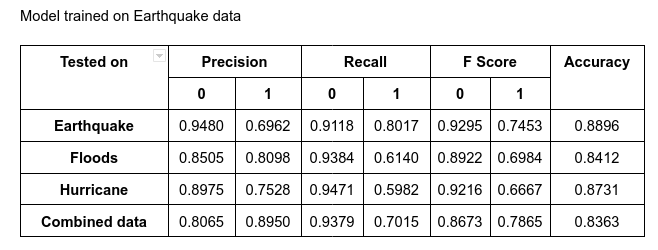 Model trained on Earthquake data
Tested on Precision Recall F Score Accuracy
0 1 0 1 0 1
Earthquake 0.9480 0.6962 0.9118 0.8017 0.9295 0.7453 0.8896
Floods 0.8505 0.8098 0.9384 0.6140 0.8922 0.6984 0.8412
Hurricane 0.8975 0.7528 0.9471 0.5982 0.9216 0.6667 0.8731
Combined data 0.8065 0.8950 0.9379 0.7015 0.8673 0.7865 0.8363